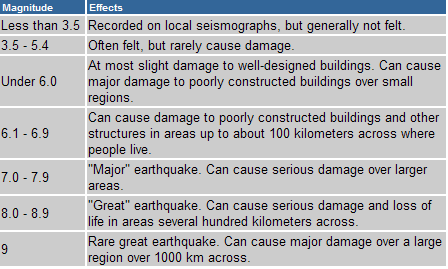 Magnitude Effects
Less than 3.5 Recorded on local seismographs, but generally not felt.
3.5 - 5.4 Often felt, but rarely cause damage.
At most slight damage to well-designed buildings. Can cause
Under 6.0 major damage to poorly constructed buildings over small
regions.
Can cause damage to poorly constructed buildings and other
6.1 - 6.9 structures in areas up to about 100 kilometers across where
people live.
7.0 - 7.9 "Major" earthquake. Can cause serious damage over larger
areas.
8.0 - 8.9 "Great" earthquake. Can cause serious damage and loss of
life in areas several hundred kilometers across.
9 Rare great earthquake. Can cause major damage over a large
region over 1000 km across.